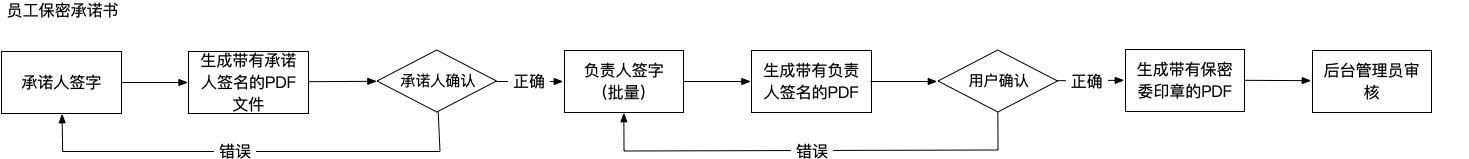 员工保密承诺书
承诺人签字
生成带有承诺
人签名的PDF
文件
承诺人确认
正确
负责人签字
（批量）
生成带有负责
人签名的PDF
用户确认
正确
生成带有保密
委印章的PDF
后台管理员审
核
错误
错误